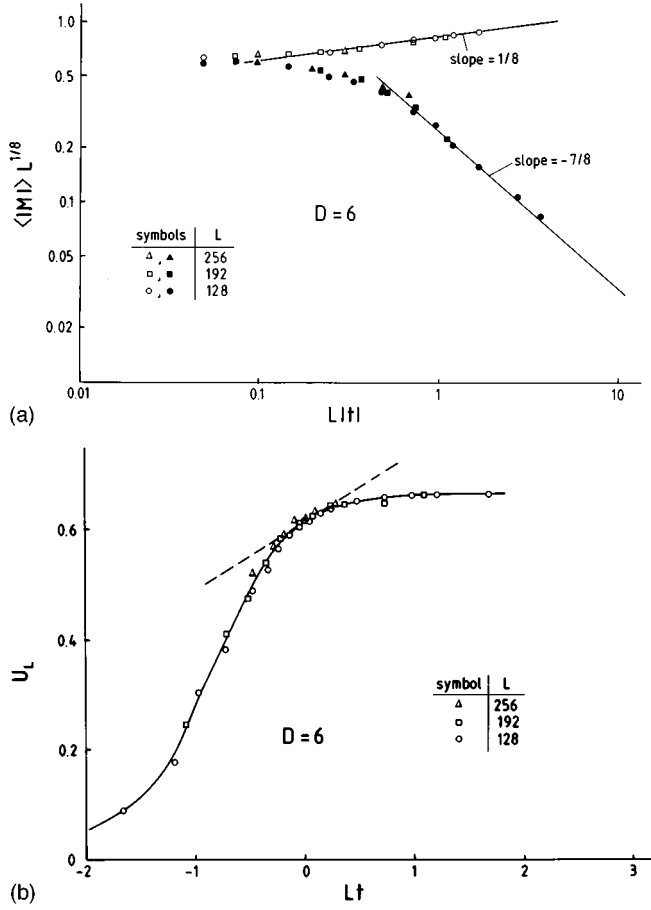 1.0
0.5
0.2
0.1
0.05
0.02
⟨|M|⟩ L^1/8
slope = 1/8
slope = -7/8
D = 6
symbols L
△, ▲ 256
□, ■ 192
○, ● 128
0.01 0.1 1 10
L|t|
(a)
0.6
0.4
0.2
0
U_L
D = 6
symbol L
△ 256
□ 192
○ 128
-2 -1 0 1 2 3
Lt
(b)